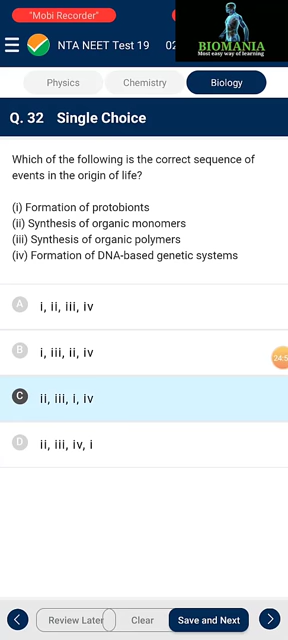 "Mobi Recorder"
NTA NEET Test 19 02
BIOMANIA
Most easy way of learning
Physics Chemistry Biology
Q. 32 Single Choice
Which of the following is the correct sequence of
events in the origin of life?
(i) Formation of protobionts
(ii) Synthesis of organic monomers
(iii) Synthesis of organic polymers
(iv) Formation of DNA-based genetic systems
A i, ii, iii, iv
B i, iii, ii, iv
24:5
C ii, iii, i, iv
D ii, iii, iv, i
Review Later Clear Save and Next